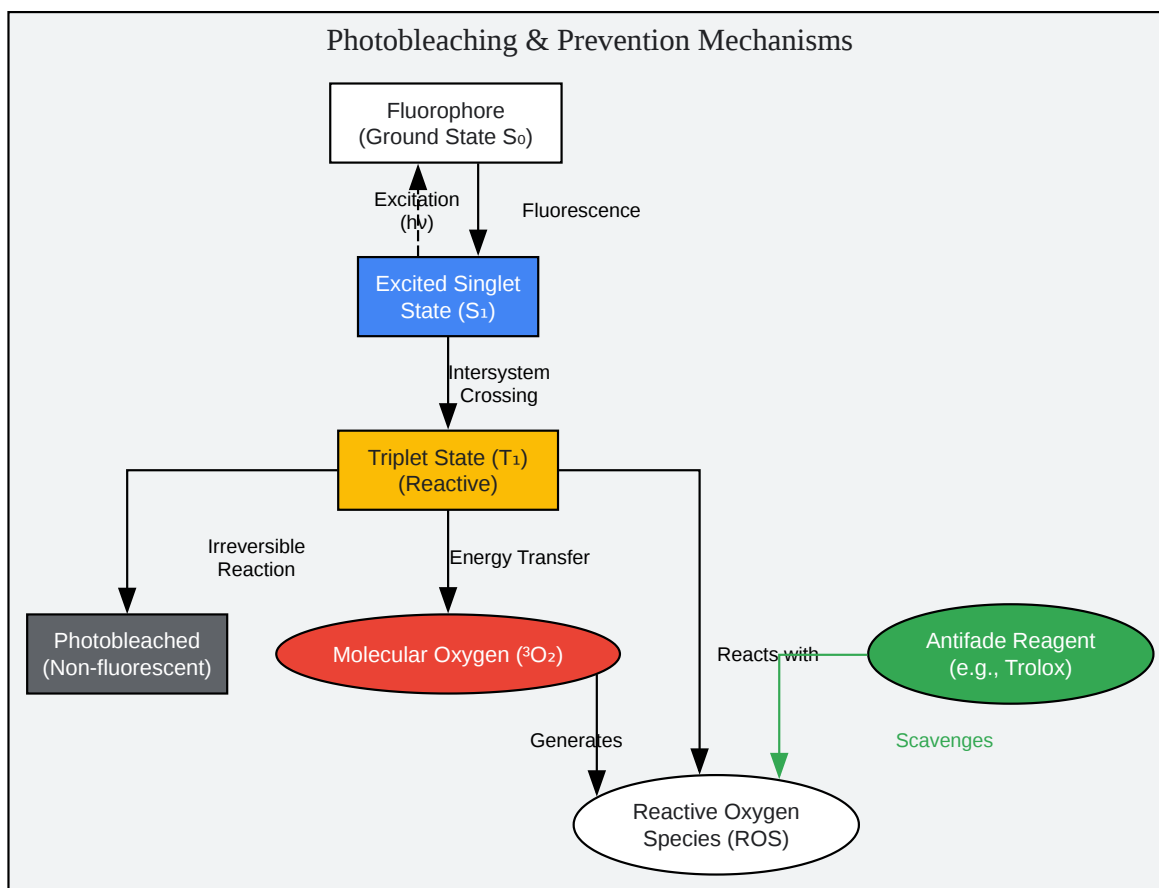 Photobleaching & Prevention Mechanisms
Fluorophore
(Ground State S₀)
Excitation
(hν)
Fluorescence
Excited Singlet
State (S₁)
Intersystem
Crossing
Triplet State (T₁)
(Reactive)
Irreversible
Reaction
Energy Transfer
Photobleached
(Non-fluorescent)
Molecular Oxygen (³O₂)
Reacts with
Antifade Reagent
(e.g., Trolox)
Generates
Scavenges
Reactive Oxygen
Species (ROS)